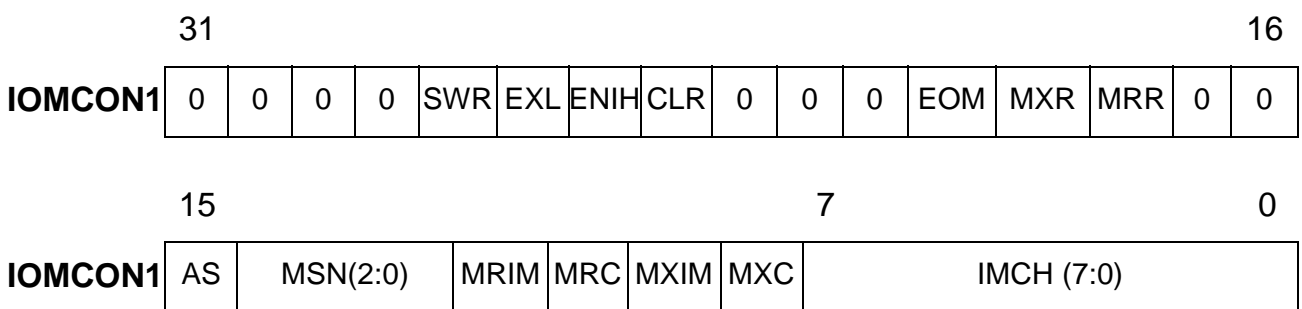 31 16
IOMCON1 0 0 0 0 SWR EXL ENIH CLR 0 0 0 EOM MXR MRR 0 0
15 7 0
IOMCON1 AS MSN(2:0) MRIM MRC MXIM MXC IMCH (7:0)